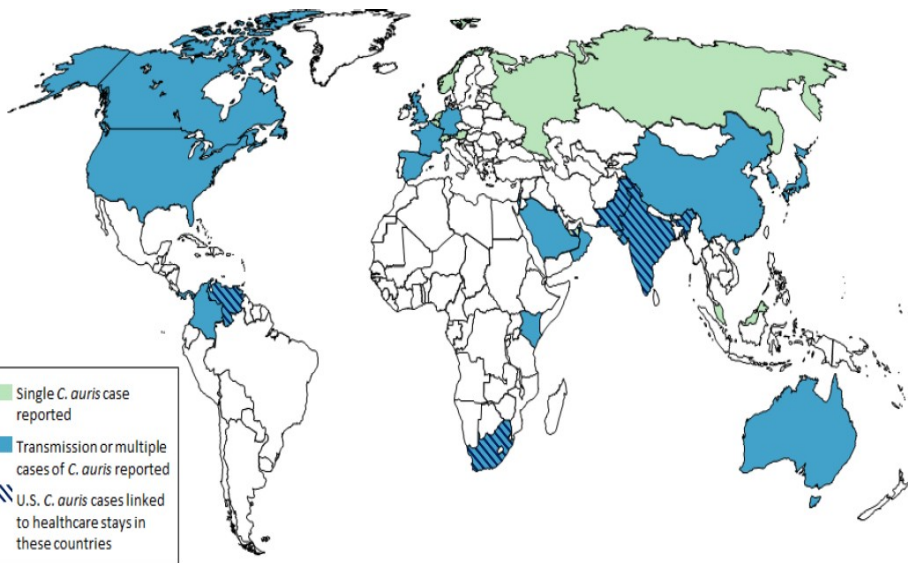 Single C. auris case
reported
Transmission or multiple
cases of C. auris reported
U.S. C. auris cases linked
to healthcare stays in
these countries